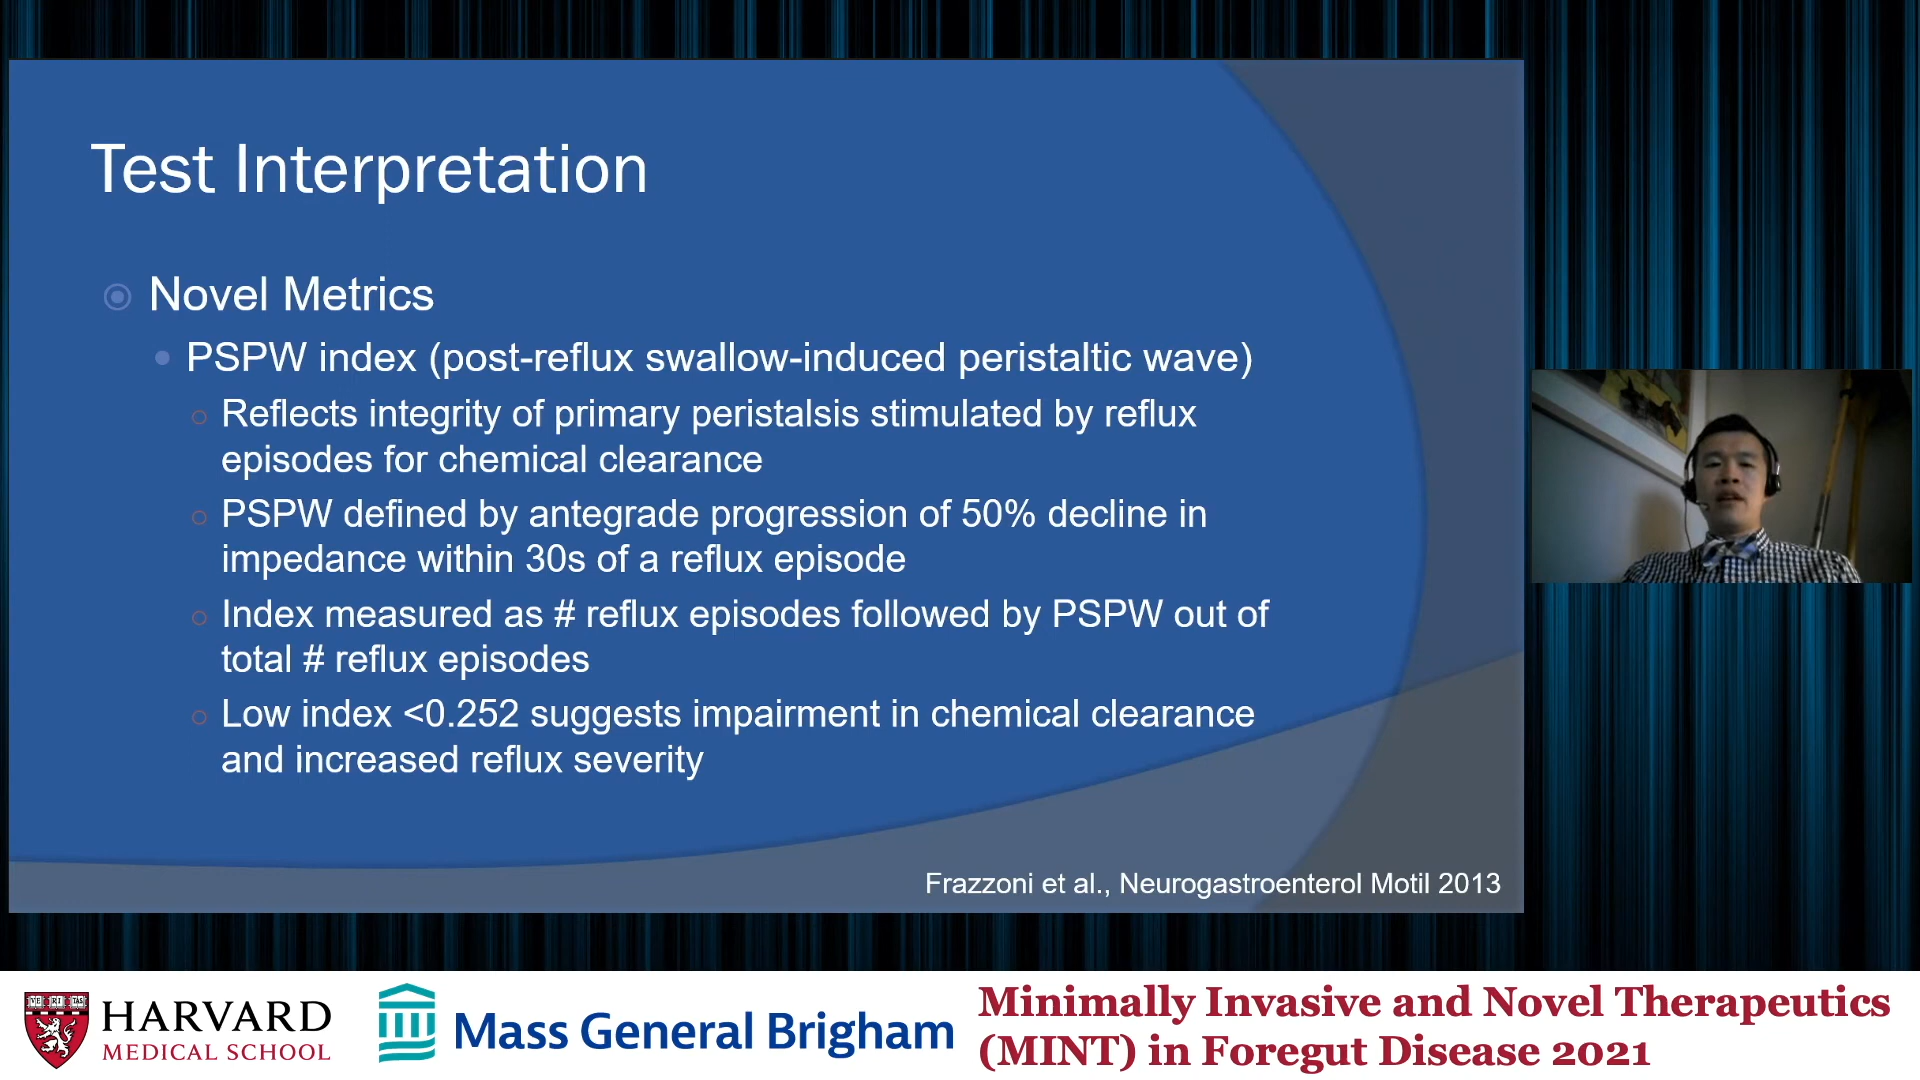 Test Interpretation
Novel Metrics
PSPW index (post-reflux swallow-induced peristaltic wave)
Reflects integrity of primary peristalsis stimulated by reflux
episodes for chemical clearance
PSPW defined by antegrade progression of 50% decline in
impedance within 30s of a reflux episode
Index measured as # reflux episodes followed by PSPW out of
total # reflux episodes
Low index <0.252 suggests impairment in chemical clearance
and increased reflux severity
Frazzoni et al., Neurogastroenterol Motil 2013
VE RI TAS
HARVARD
MEDICAL SCHOOL
Mass General Brigham
Minimally Invasive and Novel Therapeutics
(MINT) in Foregut Disease 2021